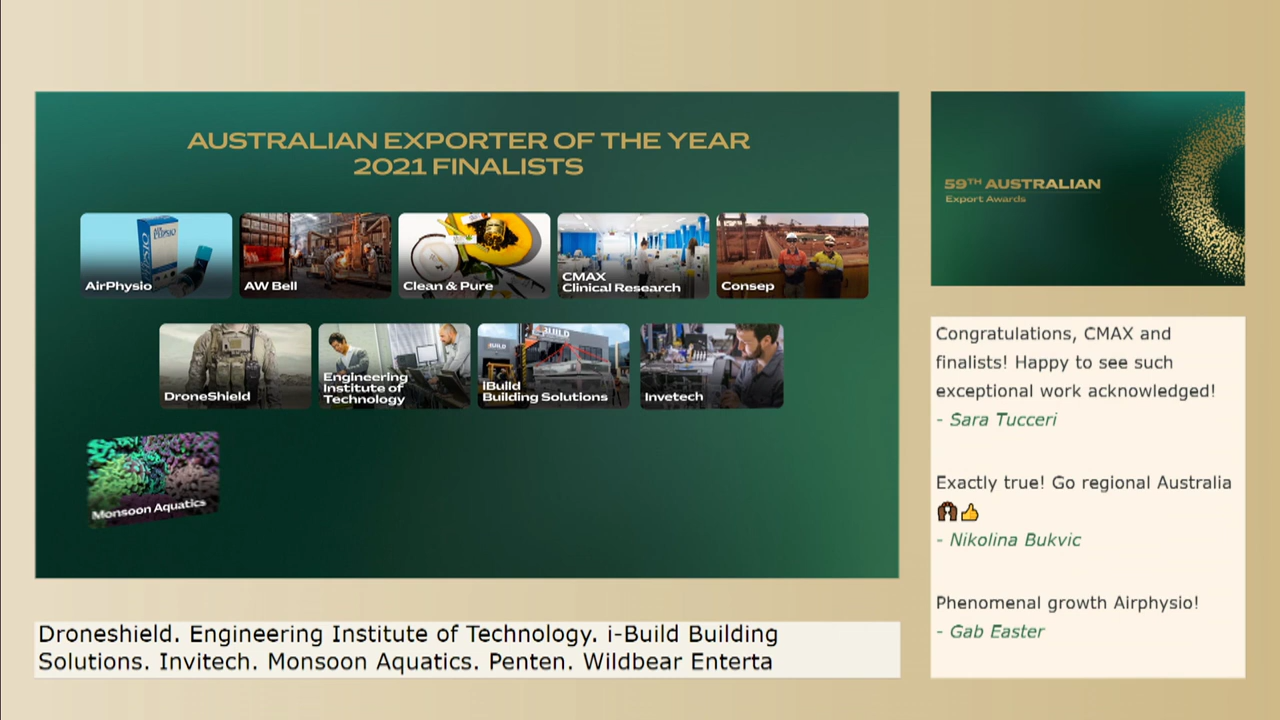 AUSTRALIAN EXPORTER OF THE YEAR
2021 FINALISTS
AirPhysio
AW Bell
Clean & Pure
CMAX
Clinical Research
Consep
DroneShield
Engineering
Institute of
Technology
iBuild
Building Solutions
Invetech
Monsoon Aquatics
59TH AUSTRALIAN
Export Awards
Congratulations, CMAX and
finalists! Happy to see such
exceptional work acknowledged!
- Sara Tucceri
Exactly true! Go regional Australia
🙌🏿👍
- Nikolina Bukvic
Phenomenal growth Airphysio!
- Gab Easter
Droneshield. Engineering Institute of Technology. i-Build Building
Solutions. Invitech. Monsoon Aquatics. Penten. Wildbear Enterta